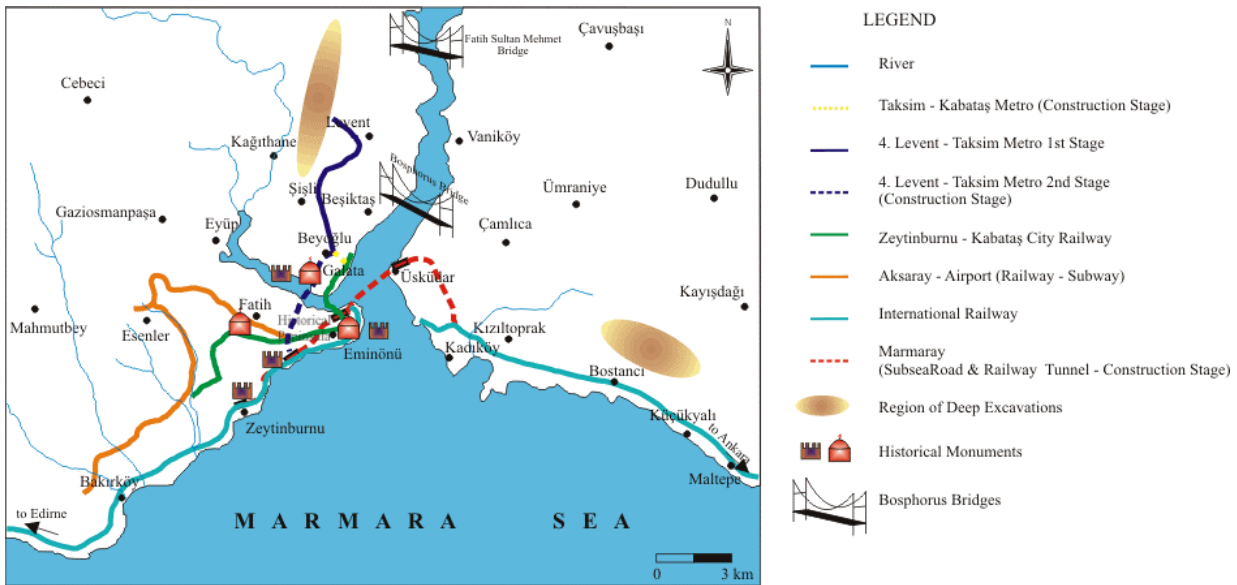 N
Fatih Sultan Mehmet
Bridge
Çavuşbaşı
Cebeci
Levent
Kağıthane
Vaniköy
Bosphorus Bridge
Şişli
Beşiktaş
Ümraniye
Dudullu
Gaziosmanpaşa
Eyüp
Çamlıca
Beyoğlu
Galata
Üsküdar
Kayışdağı
Mahmutbey
Esenler
Fatih
Historical
Eminönü
Kızıltoprak
Kadıköy
Bostancı
Zeytinburnu
Küçükyalı
to Ankara
Maltepe
Bakırköy
to Edirne
MARMARA SEA
0 3 km
LEGEND
River
Taksim - Kabataş Metro (Construction Stage)
4. Levent - Taksim Metro 1st Stage
4. Levent - Taksim Metro 2nd Stage
(Construction Stage)
Zeytinburnu - Kabataş City Railway
Aksaray - Airport (Railway - Subway)
International Railway
Marmaray
(SubseaRoad & Railway Tunnel - Construction Stage)
Region of Deep Excavations
Historical Monuments
Bosphorus Bridges